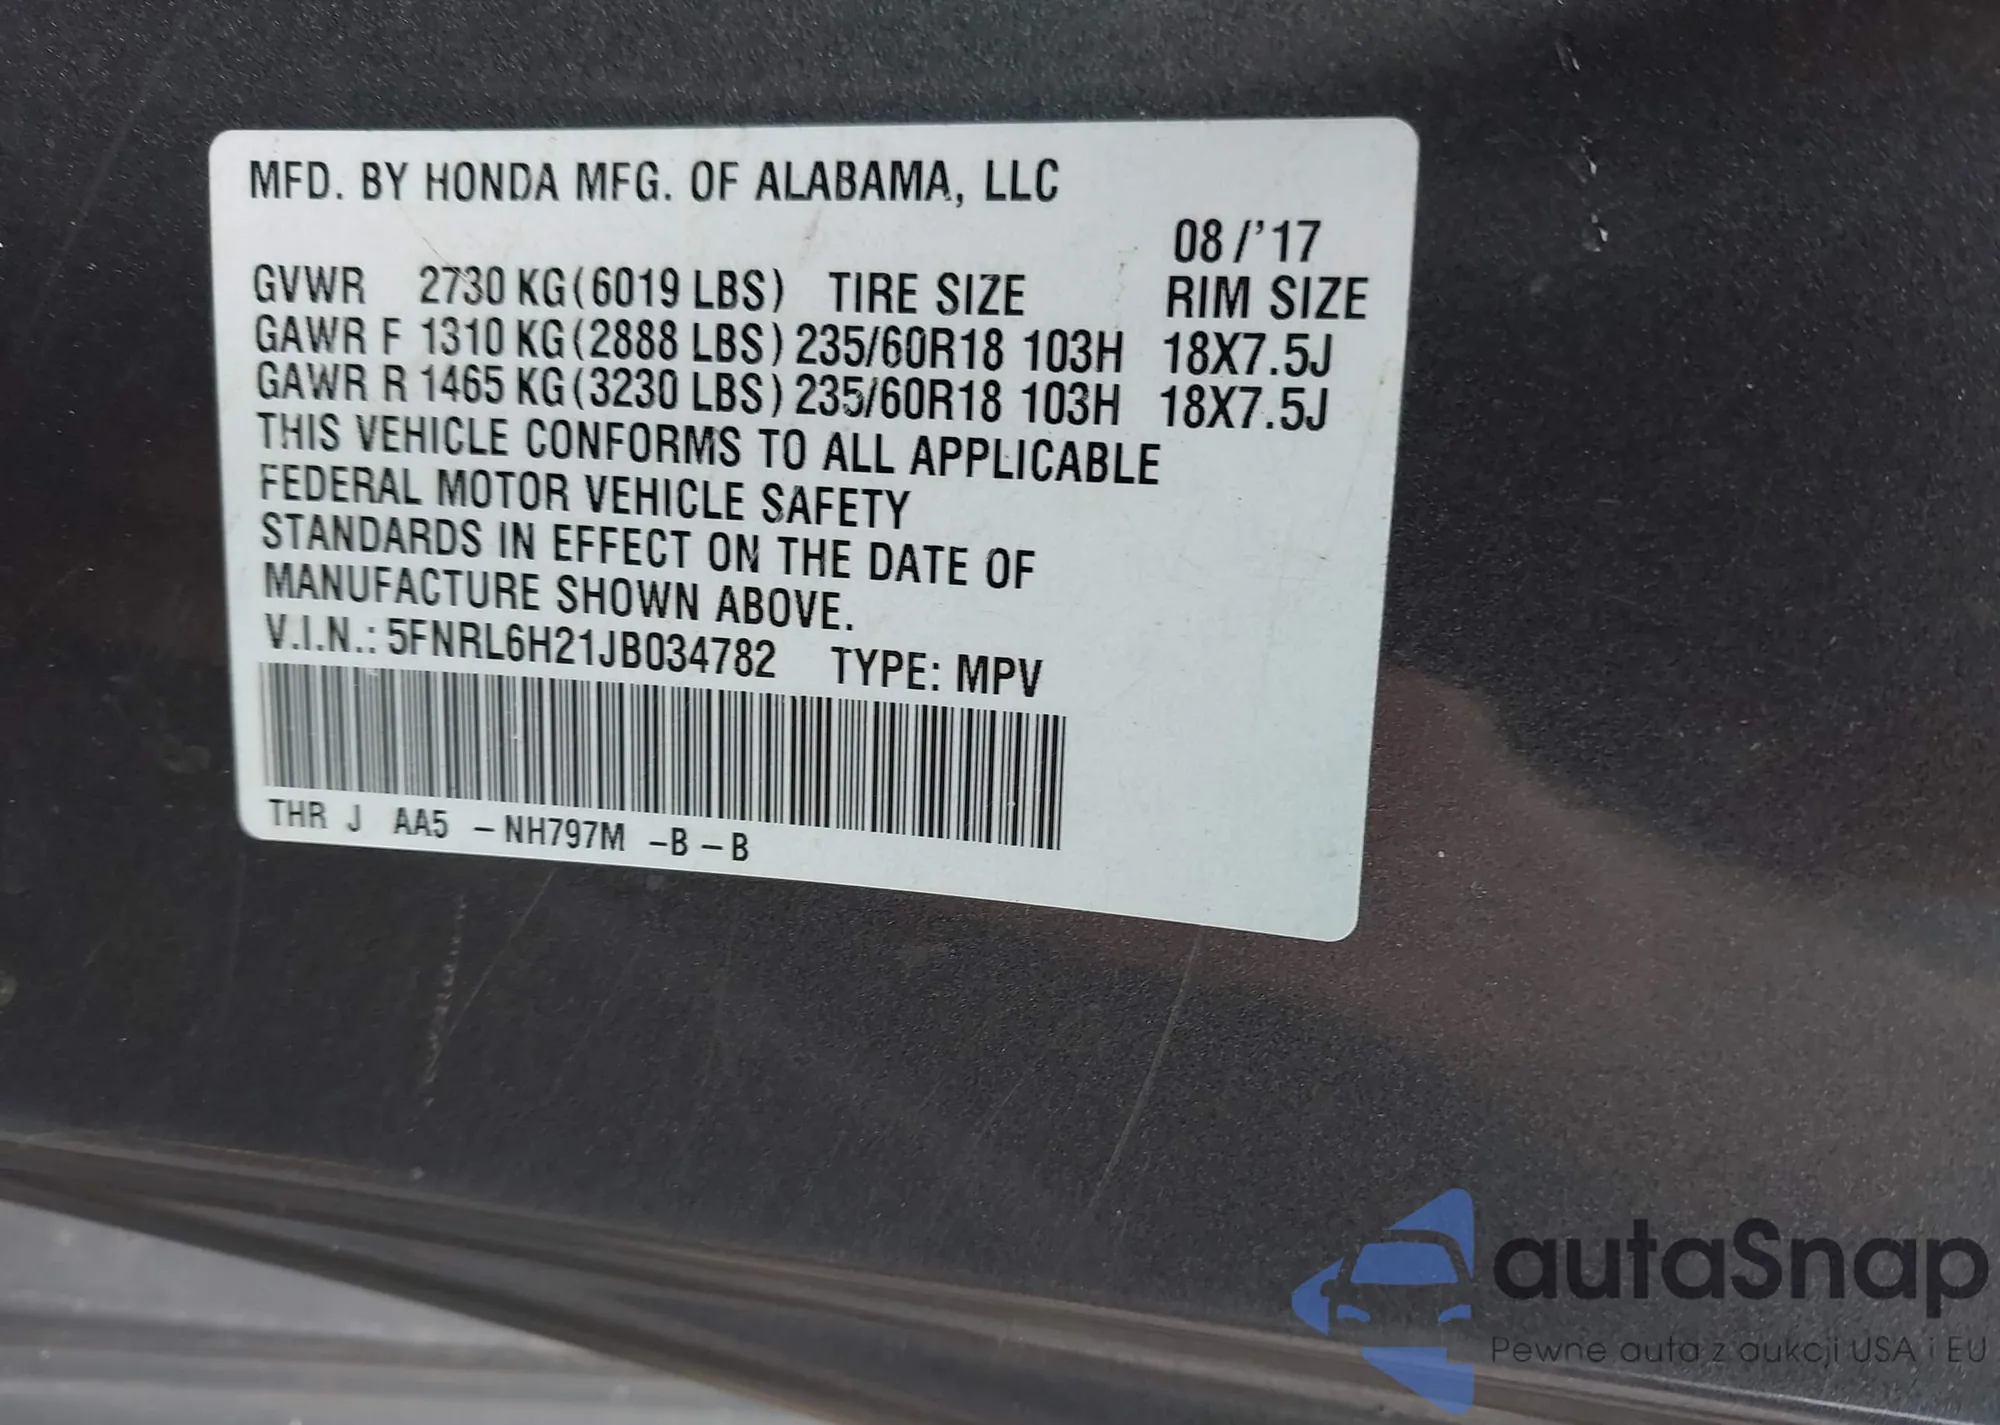 MFD. BY HONDA MFG. OF ALABAMA, LLC
08/'17
GVWR 2730 KG (6019 LBS) TIRE SIZE RIM SIZE
GAWR F 1310 KG (2888 LBS) 235/60R18 103H 18X7.5J
GAWR R 1465 KG (3230 LBS) 235/60R18 103H 18X7.5J
THIS VEHICLE CONFORMS TO ALL APPLICABLE
FEDERAL MOTOR VEHICLE SAFETY
STANDARDS IN EFFECT ON THE DATE OF
MANUFACTURE SHOWN ABOVE.
V.I.N.: 5FNRL6H21JB034782 TYPE: MPV
THR J AA5 -NH797M -B-B
autaSnap
Pewne auta z aukcji USA i EU